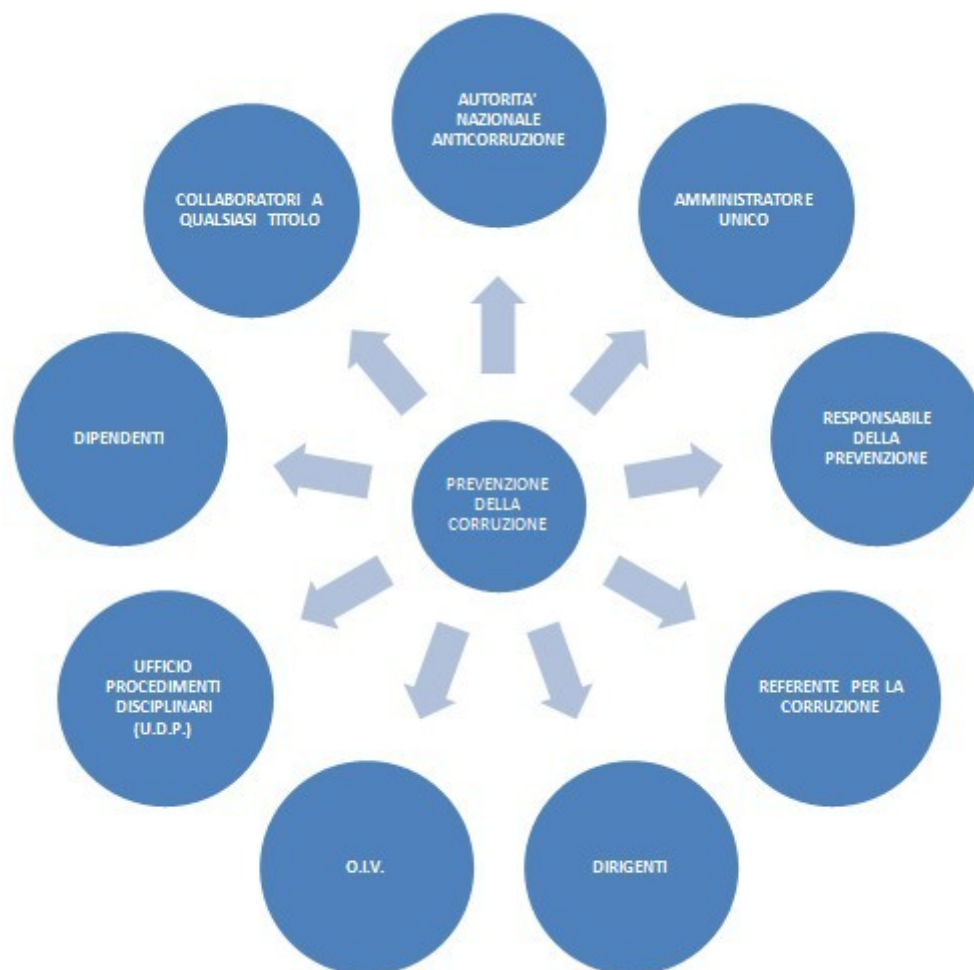 AUTORITA'
NAZIONALE
ANTICORRUZIONE
AMMINISTRATORE
UNICO
RESPONSABILE
DELLA
PREVENZIONE
REFERENTE PER LA
CORRUZIONE
DIRIGENTI
O.I.V.
UFFICIO
PROCEDIMENTI
DISCIPLINARI
(U.D.P.)
DIPENDENTI
COLLABORATORI A
QUALSIASI TITOLO
PREVENZIONE
DELLA
CORRUZIONE